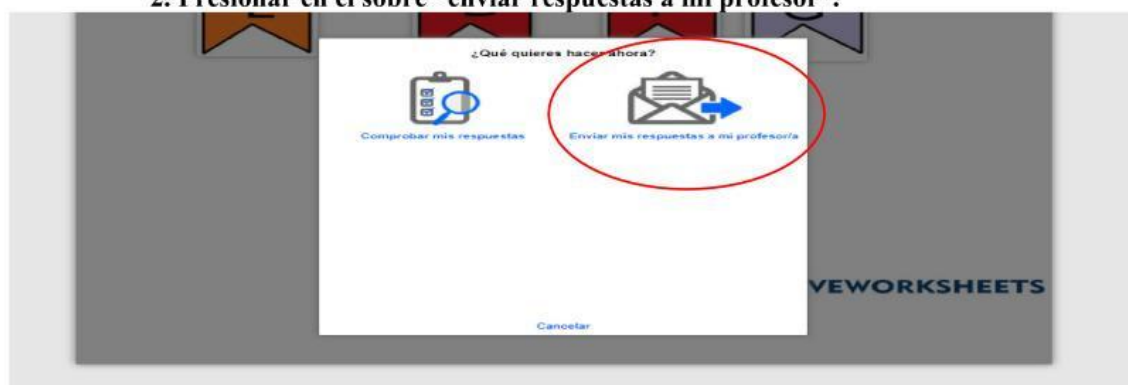 2. Presionar en el sobre "enviar respuestas a mi profesor".
¿Qué quieres hacer ahora?
Comprobar mis respuestas
Enviar mis respuestas a mi profesor/a
VEWORKSHEETS
Cancelar